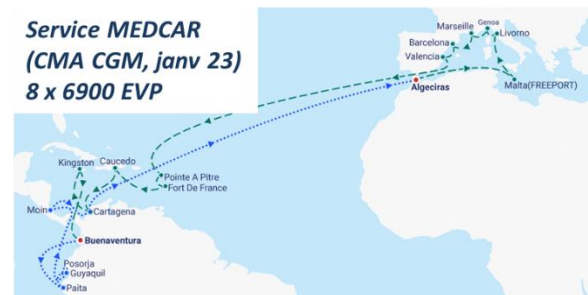 Service MEDCAR
(CMA CGM, janv 23)
8 x 6900 EVP
Marseille
Genoa
Livorno
Barcelona
Valencia
Algeciras
Malta(FREEPORT)
Kingston
Caucedo
Pointe A Pitre
Fort De France
Moin
Cartagena
Buenaventura
Posorja
Guyaquil
Paita